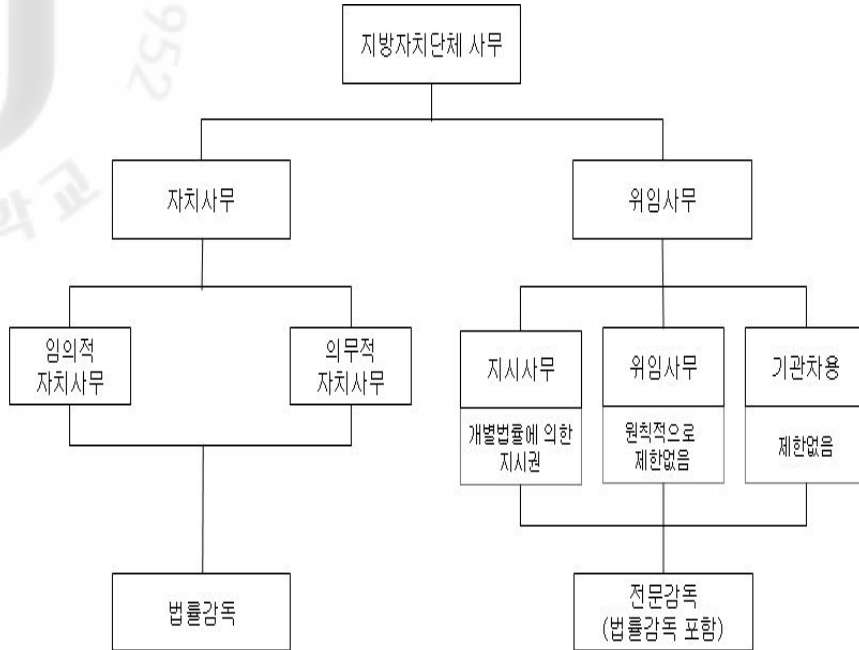 952
학교
지방자치단체 사무
자치사무
위임사무
임의적
자치사무
의무적
자치사무
지시사무
위임사무
기관차용
개별법률에 의한
지시권
원칙적으로
제한없음
제한없음
법률감독
전문감독
(법률감독 포함)